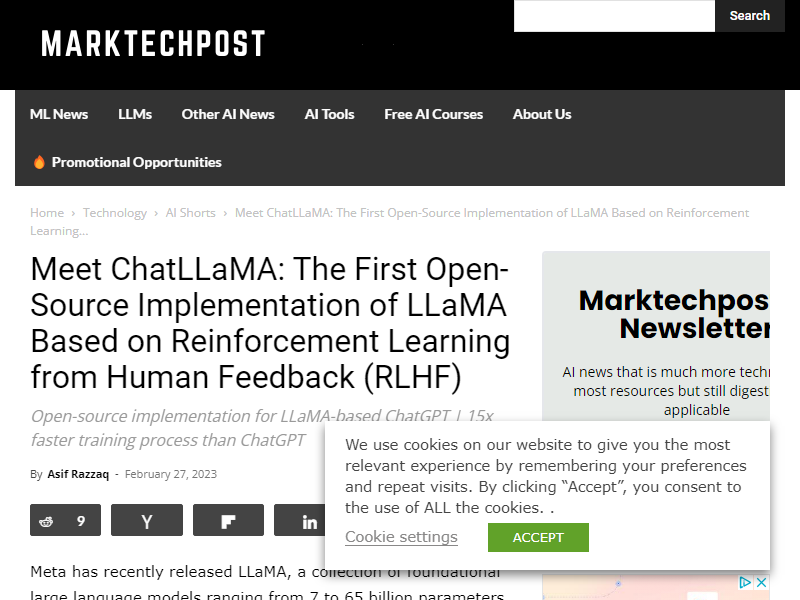 Search
MARKTECHPOST
ML News LLMs Other AI News AI Tools Free AI Courses About Us
Promotional Opportunities
Home › Technology › AI Shorts › Meet ChatLLaMA: The First Open-Source Implementation of LLaMA Based on Reinforcement
Learning...
Meet ChatLLaMA: The First Open-
Source Implementation of LLaMA
Based on Reinforcement Learning
from Human Feedback (RLHF)
Open-source implementation for LLaMA-based ChatGPT | 15x
faster training process than ChatGPT
By Asif Razzaq - February 27, 2023
9
Meta has recently released LLaMA, a collection of foundational
large language models ranging from 7 to 65 billion parameters.
Marktechpos
Newsletter
AI news that is much more techn
most resources but still digest
applicable
We use cookies on our website to give you the most
relevant experience by remembering your preferences
and repeat visits. By clicking “Accept”, you consent to
the use of ALL the cookies. .
Cookie settings ACCEPT